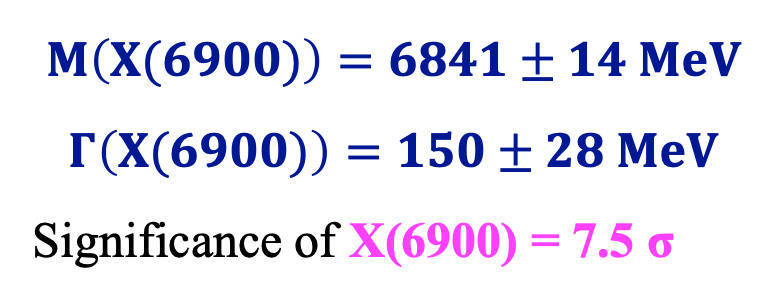 M(X(6900)) = 6841 ± 14 MeV
Γ(X(6900)) = 150 ± 28 MeV
Significance of X(6900) = 7.5 σ